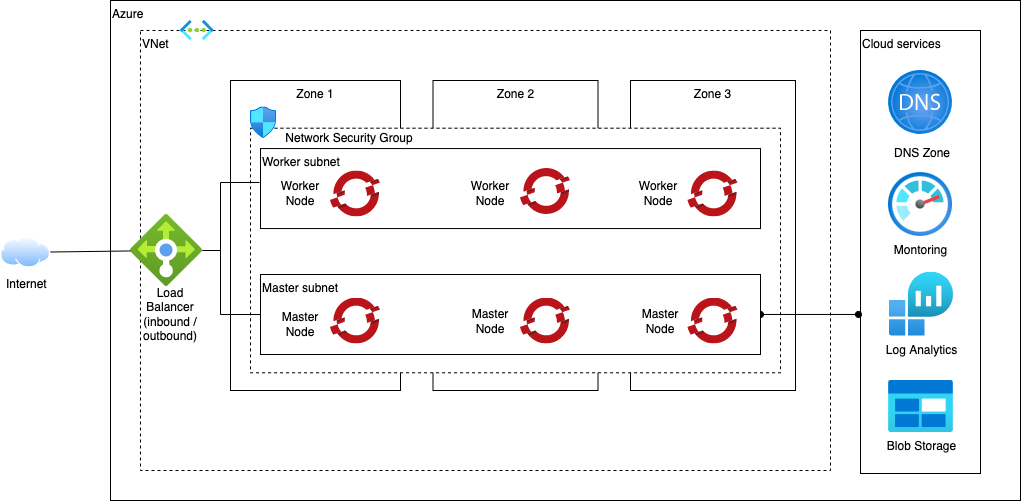 Azure
VNet
Cloud services
Zone 1
Zone 2
Zone 3
DNS
DNS Zone
Network Security Group
Worker subnet
Worker
Node
Worker
Node
Worker
Node
Montoring
Internet
Load
Balancer
(inbound /
outbound)
Master subnet
Master
Node
Master
Node
Master
Node
Log Analytics
Blob Storage